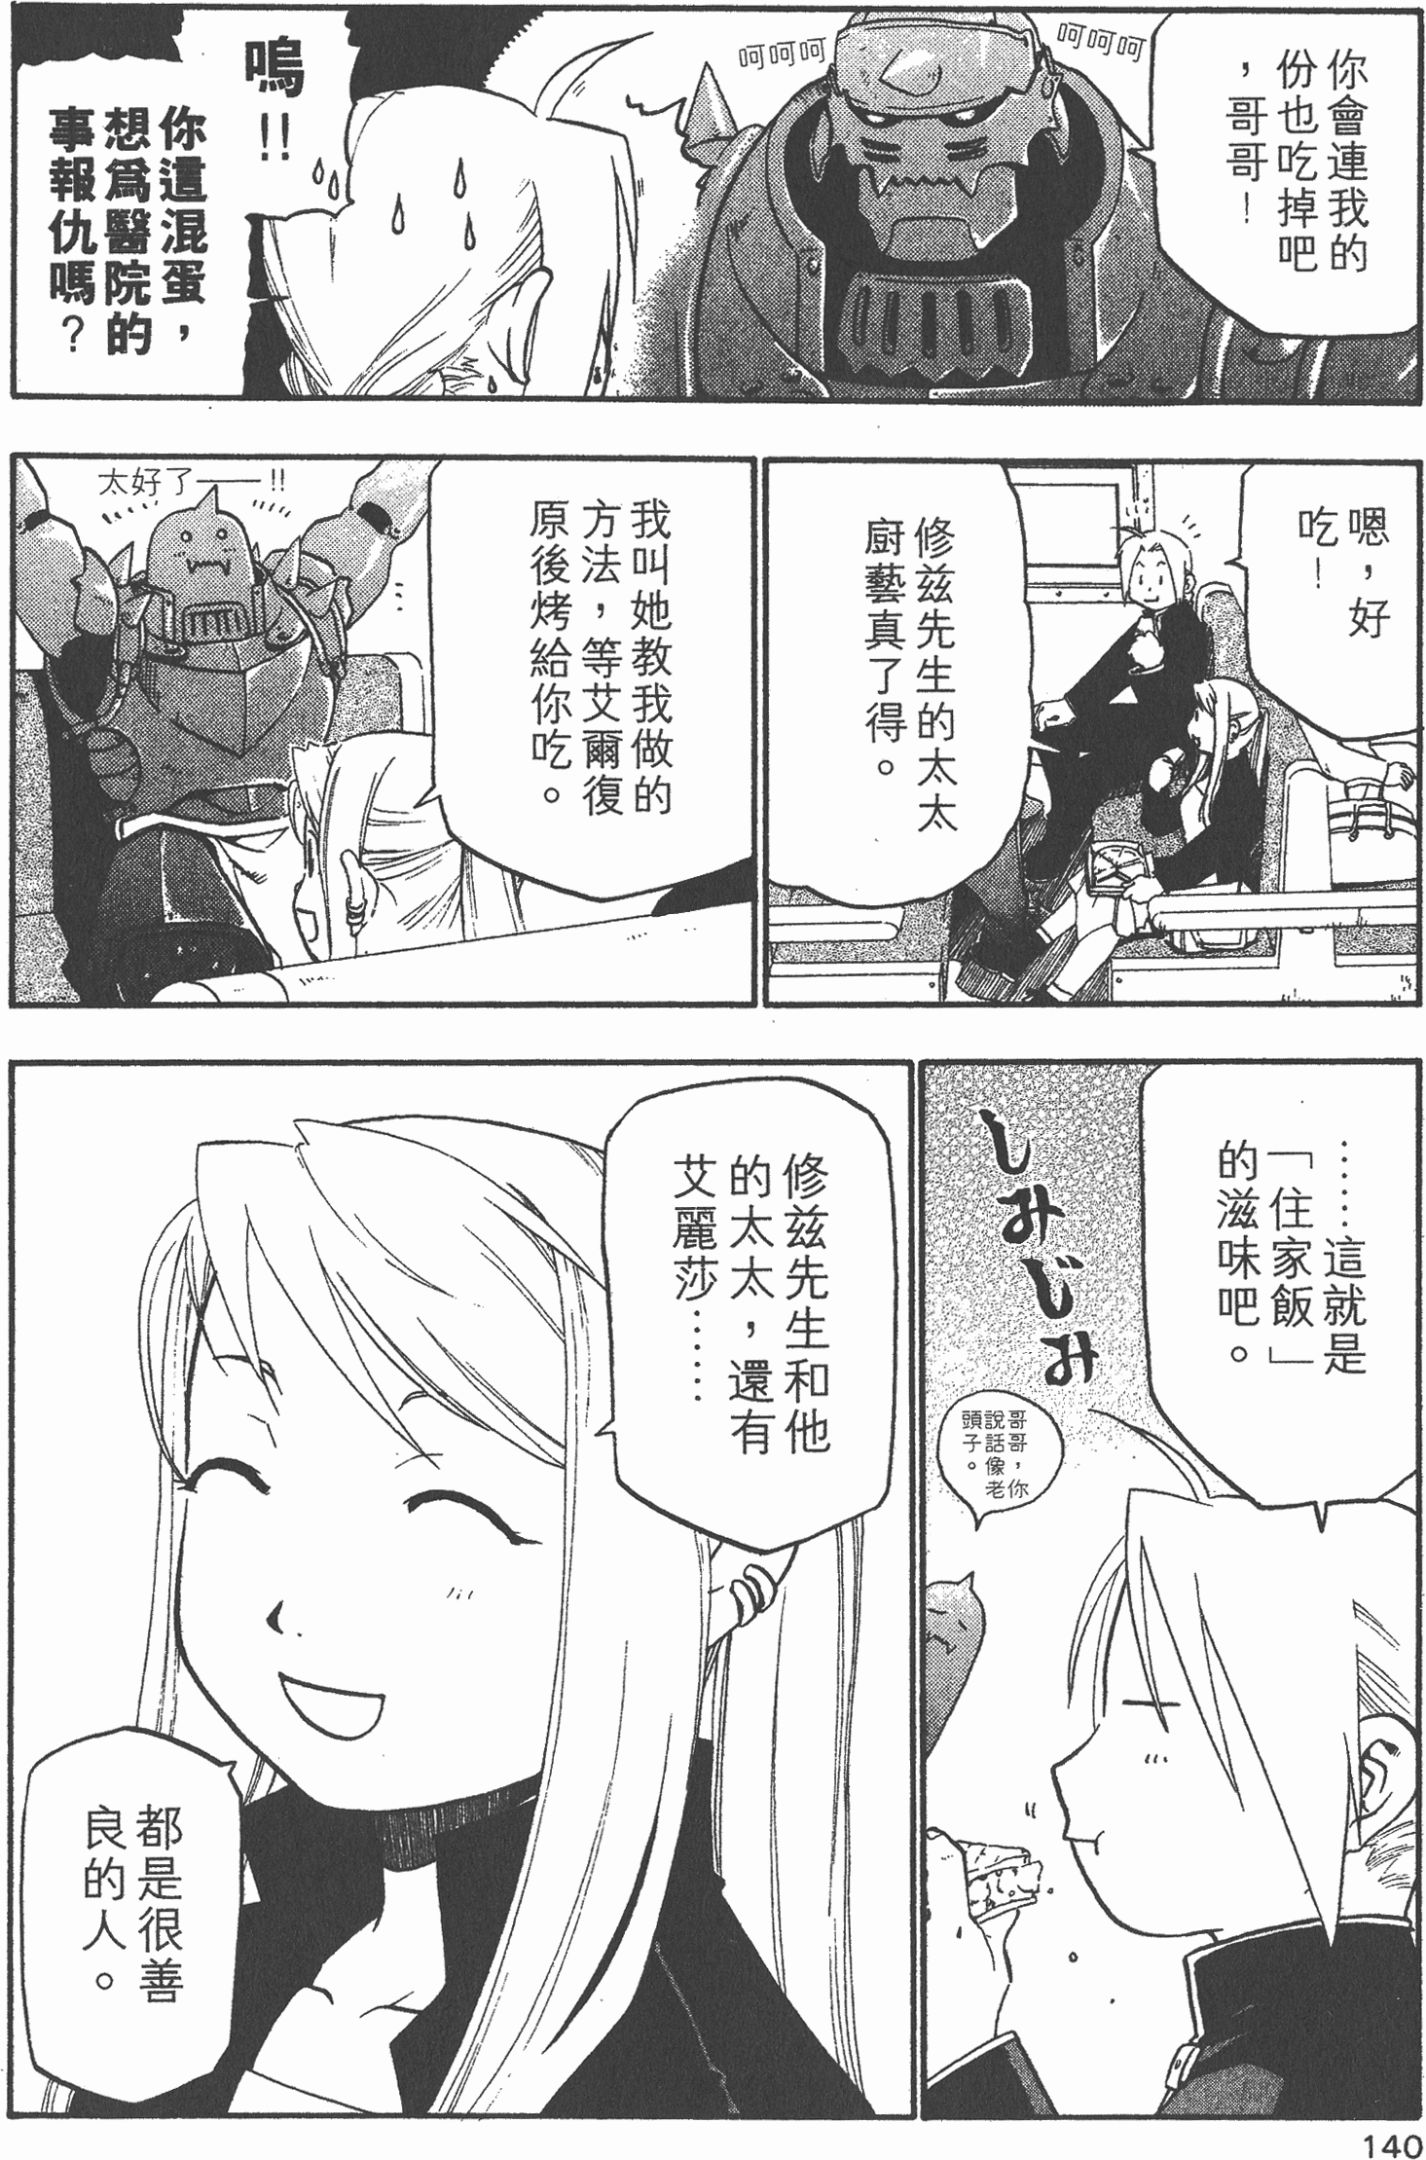 你會連我的
份也吃掉吧
，哥哥！
呵呵呵
呵呵呵
嗚!!
你這混蛋，
想爲醫院的
事報仇嗎？
嗯，好
吃！
修茲先生的太太
廚藝真了得。
我叫她教我做的
方法，等艾爾復
原後烤給你吃。
太好了——!!
……這就是
「住家飯」
的滋味吧。
しみじみ
哥哥，你
說話像老
頭子。
修茲先生和他
的太太，還有
艾麗莎……
都是很善
良的人。
140